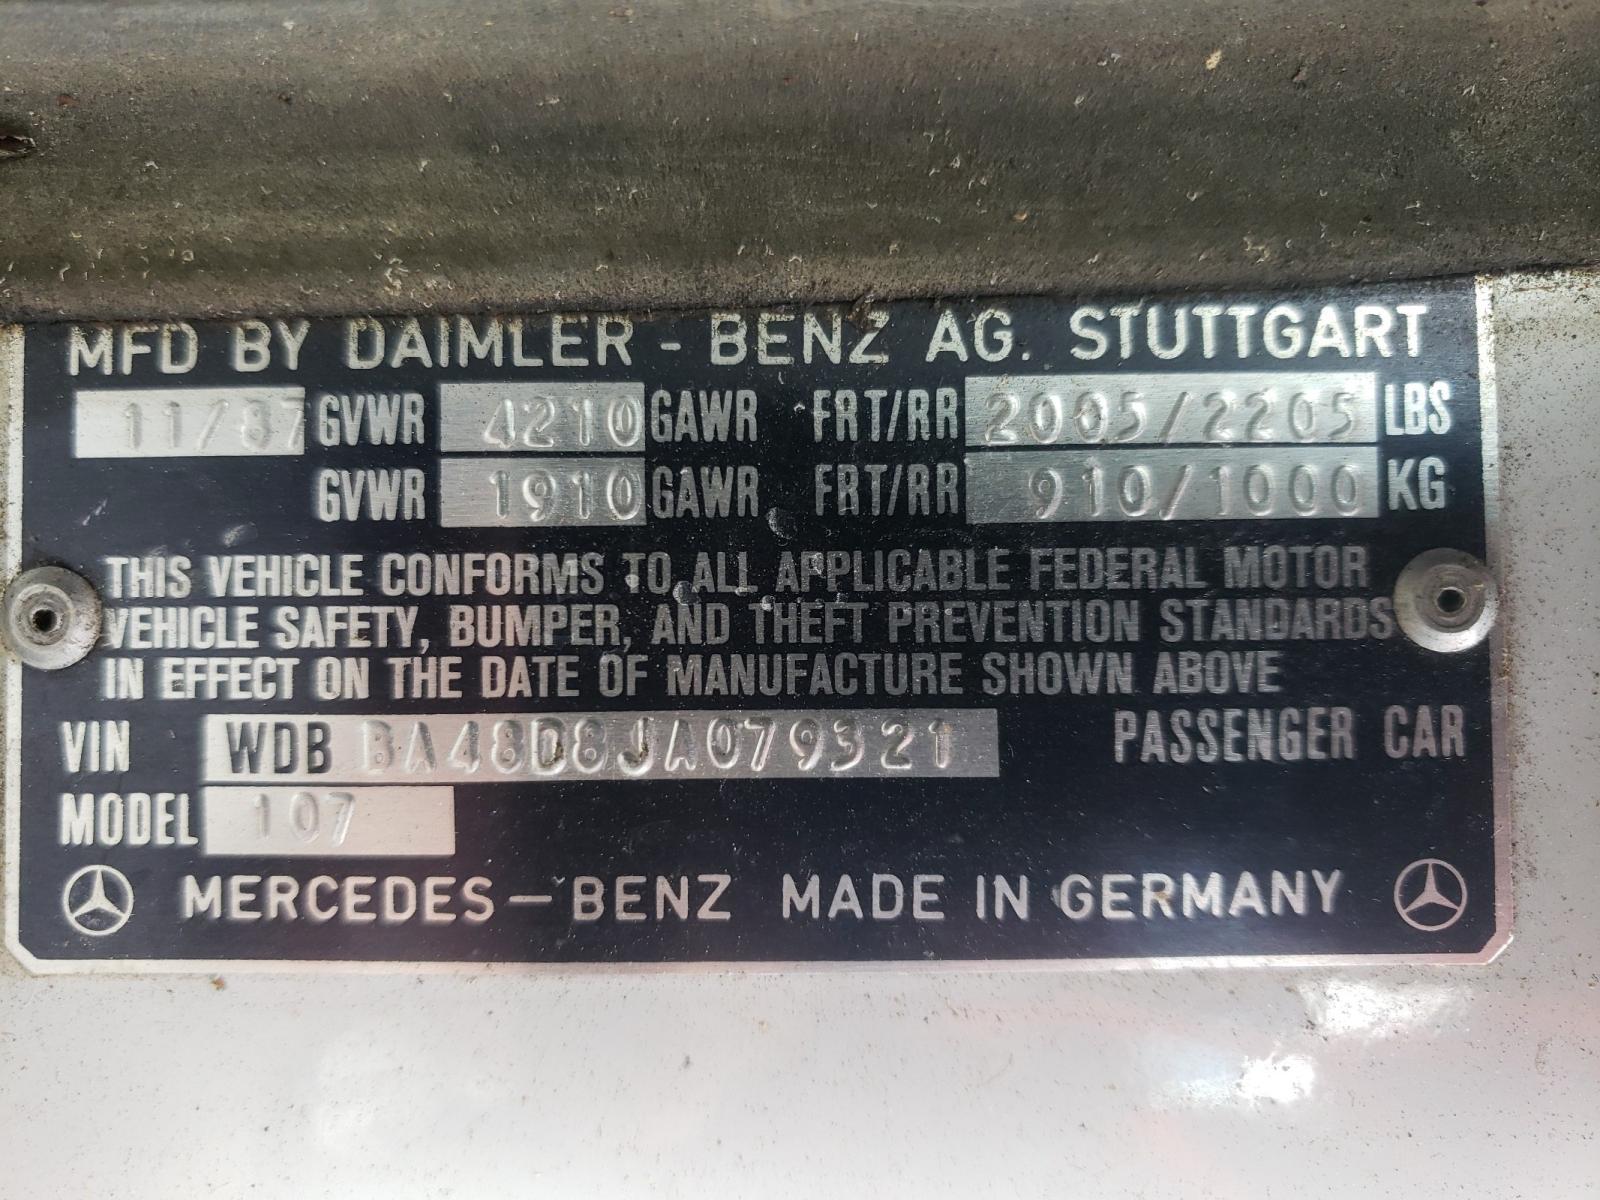 MFD BY DAIMLER - BENZ AG. STUTTGART
11/87 GVWR 4210 GAWR FRT/RR 2005/2205 LBS
GVWR 1910 GAWR FRT/RR 910/1000 KG
THIS VEHICLE CONFORMS TO ALL APPLICABLE FEDERAL MOTOR
VEHICLE SAFETY, BUMPER, AND THEFT PREVENTION STANDARDS
IN EFFECT ON THE DATE OF MANUFACTURE SHOWN ABOVE
VIN WDB BA48D8JA079321 PASSENGER CAR
MODEL 107
MERCEDES-BENZ MADE IN GERMANY